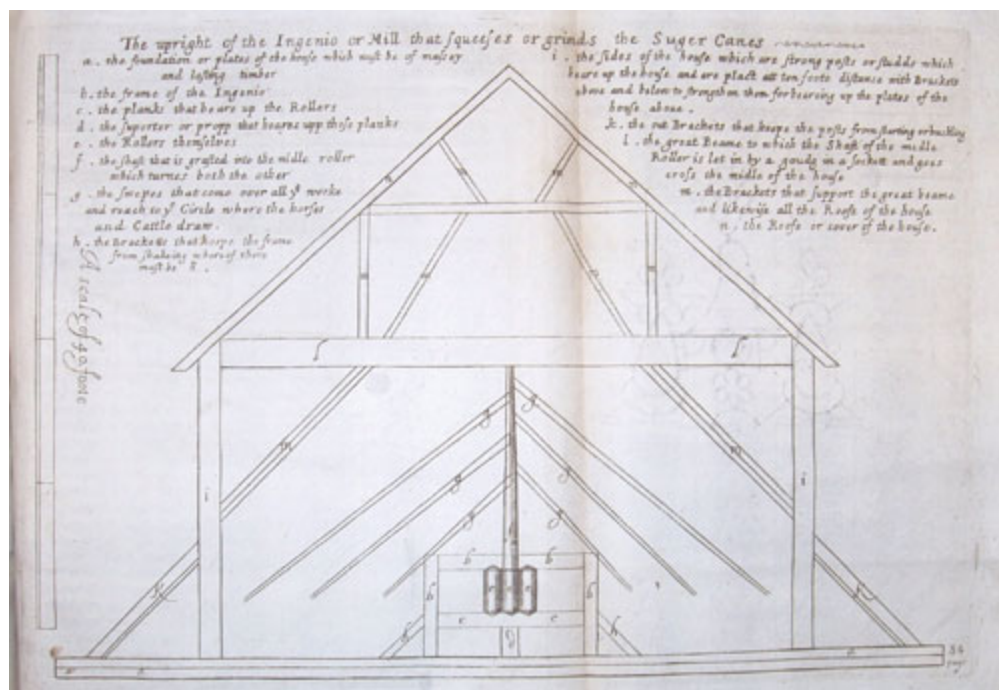 The upright of the Ingenio or Mill that squeeses or grinds the Suger Canes
a . the foundation or plates of the house which must be of massey
and lasting timber
b . the frame of the Ingenio
c . the planks that beare up the Rollers
d . the suporter or propp that beares upp those planks
e . the Rollers themselves
f . the shaft that is grafted into the midle roller
which turnes both the other
g . the swepes that come over all yᵉ worke
and reach to yᵉ Circle where the horses
and Cattle draw .
h . the Bracketts that keepe the frame
from shakeing whereof there
must be 8 .
i . the sides of the house which are strong posts or studds which
beare up the house and are plact att ten foote distance with Brackets
above and below to strengthen them for bearing up the plates of the
house above .
k . the out Brackets that keepe the posts from starting or buckling
l . the great Beame to which the Shaft of the midle
Roller is let in by a goudg in a sockett and goes
cross the midle of the house
m . the Brackets that support the great beame
and likewise all the Roofe of the house
n . the Roofe or cover of the house .
A scale of 40 foote
n
m
m
n
m
m
l
l
g
g
m
g
g
m
i
g
g
i
f
b
b
k
b
b
e
c
c
h
d
h
a
84
page